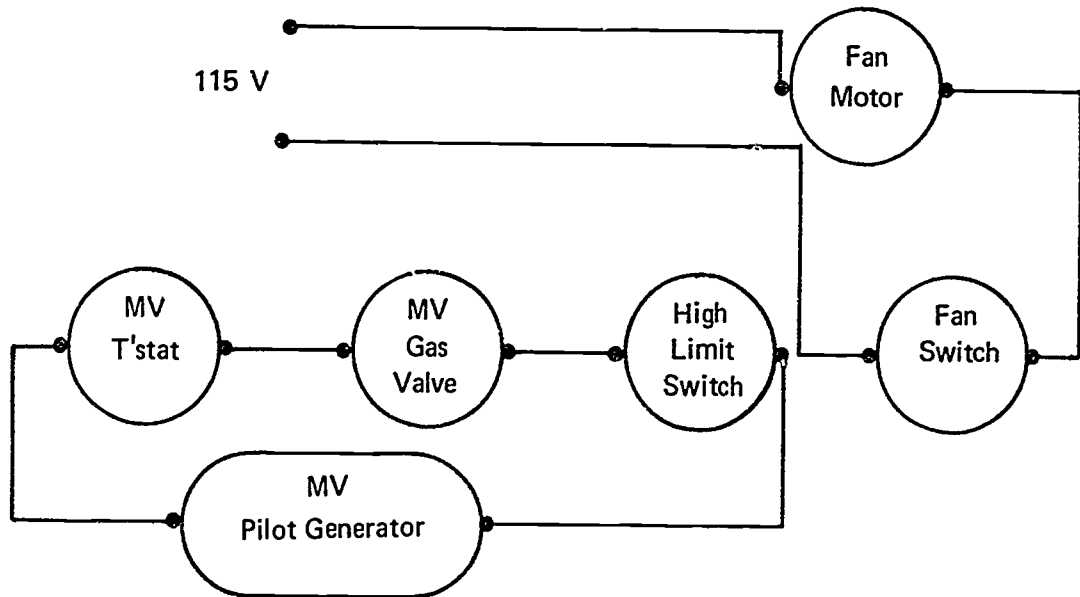 115 V
Fan
Motor
MV
T'stat
MV
Gas
Valve
High
Limit
Switch
Fan
Switch
MV
Pilot Generator